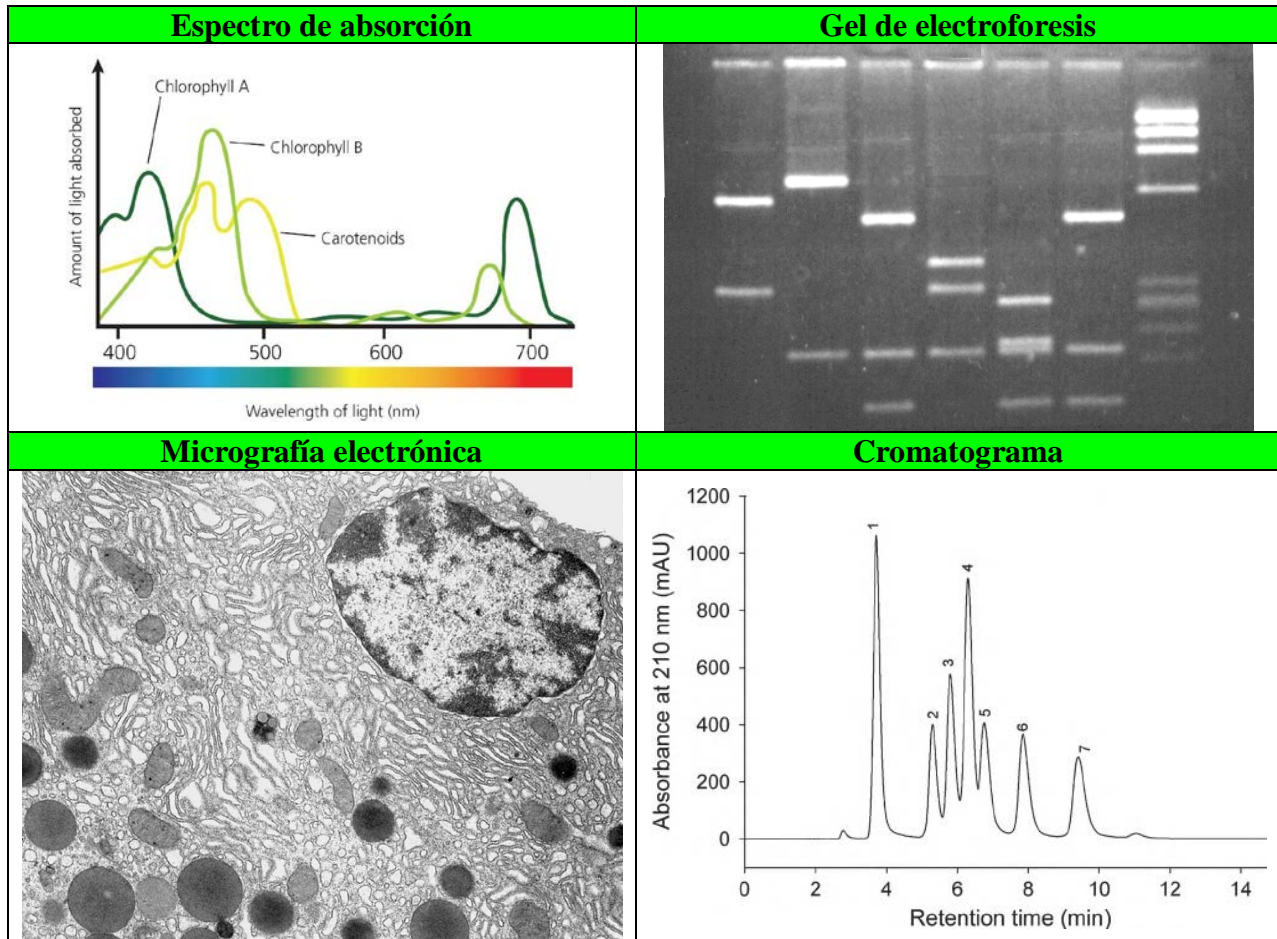 Espectro de absorción
Gel de electroforesis
Chlorophyll A
Chlorophyll B
Carotenoids
Amount of light absorbed
400 500 600 700
Wavelength of light (nm)
Micrografía electrónica
Cromatograma
1200
1000
800
600
400
200
0
Absorbance at 210 nm (mAU)
1
2
3
4
5
6
7
0 2 4 6 8 10 12 14
Retention time (min)